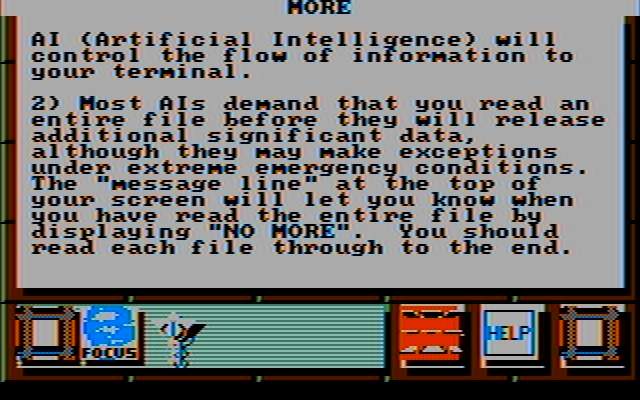 MORE
AI (Artificial Intelligence) will
control the flow of information to
your terminal.
2) Most AIs demand that you read an
entire file before they will release
additional significant data,
although they may make exceptions
under extreme emergency conditions.
The "message line" at the top of
your screen will let you know when
you have read the entire file by
displaying "NO MORE".  You should
read each file through to the end.
FOCUS
HELP